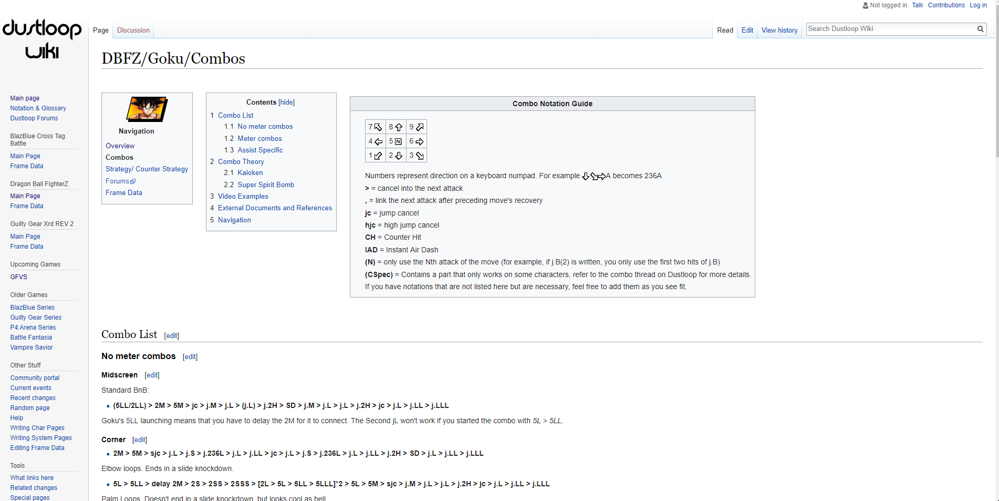 Not logged in Talk Contributions Log in
dustloop
wiki
Page Discussion Read Edit View history Search Dustloop Wiki
DBFZ/Goku/Combos
Main page
Notation & Glossary
Dustloop Forums
BlazBlue Cross Tag
Battle
Main Page
Frame Data
Dragon Ball FighterZ
Main Page
Frame Data
Guilty Gear Xrd REV 2
Main Page
Frame Data
Upcoming Games
GFVS
Older Games
BlazBlue Series
Guilty Gear Series
P4:Arena Series
Battle Fantasia
Vampire Savior
Other Stuff
Community portal
Current events
Recent changes
Random page
Help
Writing Char Pages
Writing System Pages
Editing Frame Data
Tools
What links here
Related changes
Special pages
Navigation
Overview
Combos
Strategy/ Counter Strategy
Forums
Frame Data
Contents [hide]
1 Combo List
1.1 No meter combos
1.2 Meter combos
1.3 Assist Specific
2 Combo Theory
2.1 Kaioken
2.2 Super Spirit Bomb
3 Video Examples
4 External Documents and References
5 Navigation
Combo Notation Guide
7 8 9
4 5 N 6
1 2 3
Numbers represent direction on a keyboard numpad. For example A becomes 236A
> = cancel into the next attack
, = link the next attack after preceding move's recovery
jc = jump cancel
hjc = high jump cancel
CH = Counter Hit
IAD = Instant Air Dash
(N) = only use the Nth attack of the move (for example, if j.B(2) is written, you only use the first two hits of j.B)
(CSpec) = Contains a part that only works on some characters, refer to the combo thread on Dustloop for more details.
If you have notations that are not listed here but are necessary, feel free to add them as you see fit.
Combo List [edit]
No meter combos [edit]
Midscreen [edit]
Standard BnB:
(5LL/2LL) > 2M > 5M > jc > j.M > j.L > (j.L) > j.2H > SD > j.M > j.L > j.L > j.2H > jc > j.L > j.LL > j.LLL
Goku's 5LL launching means that you have to delay the 2M for it to connect. The Second jL won't work if you started the combo with 5L > 5LL.
Corner [edit]
2M > 5M > sjc > j.L > j.S > j.236L > j.L > j.LL > jc > j.L > j.S > j.236L > j.L > j.LL > j.2H > SD > j.L > j.LL > j.LLL
Elbow loops. Ends in a slide knockdown.
5L > 5LL > delay 2M > 2S > 2SS > 2SSS > [2L > 5L > 5LL > 5LLL]*2 > 5L > 5M > sjc > j.M > j.L > j.L > j.2H > jc > j.L > j.LL > j.LLL
Palm Loops. Doesn't end in a slide knockdown, but looks cool as hell